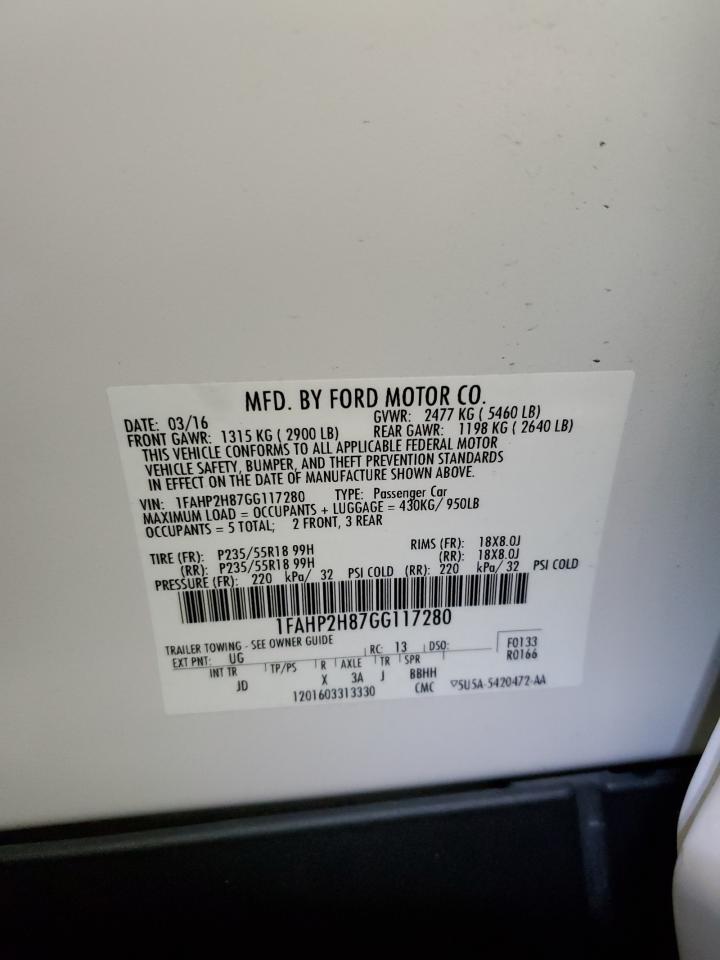 MFD. BY FORD MOTOR CO.
DATE: 03/16 GVWR: 2477 KG ( 5460 LB)
FRONT GAWR: 1315 KG ( 2900 LB) REAR GAWR: 1198 KG ( 2640 LB)
THIS VEHICLE CONFORMS TO ALL APPLICABLE FEDERAL MOTOR
VEHICLE SAFETY, BUMPER, AND THEFT PREVENTION STANDARDS
IN EFFECT ON THE DATE OF MANUFACTURE SHOWN ABOVE.
VIN: 1FAHP2H87GG117280 TYPE: Passenger Car
MAXIMUM LOAD = OCCUPANTS + LUGGAGE = 430KG/ 950LB
OCCUPANTS = 5 TOTAL; 2 FRONT, 3 REAR
TIRE (FR): P235/55R18 99H RIMS (FR): 18X8.0J
(RR): P235/55R18 99H (RR): 18X8.0J
PRESSURE (FR): 220 kPa/ 32 PSI COLD (RR): 220 kPa/ 32 PSI COLD
1FAHP2H87GG117280
TRAILER TOWING - SEE OWNER GUIDE RC: 13 DSO: F0133
EXT PNT: UG R0166
INT TR TP/PS R AXLE TR SPR
JD X 3A J BBHH
1201603313330 CMC ▽5U5A-5420472-AA